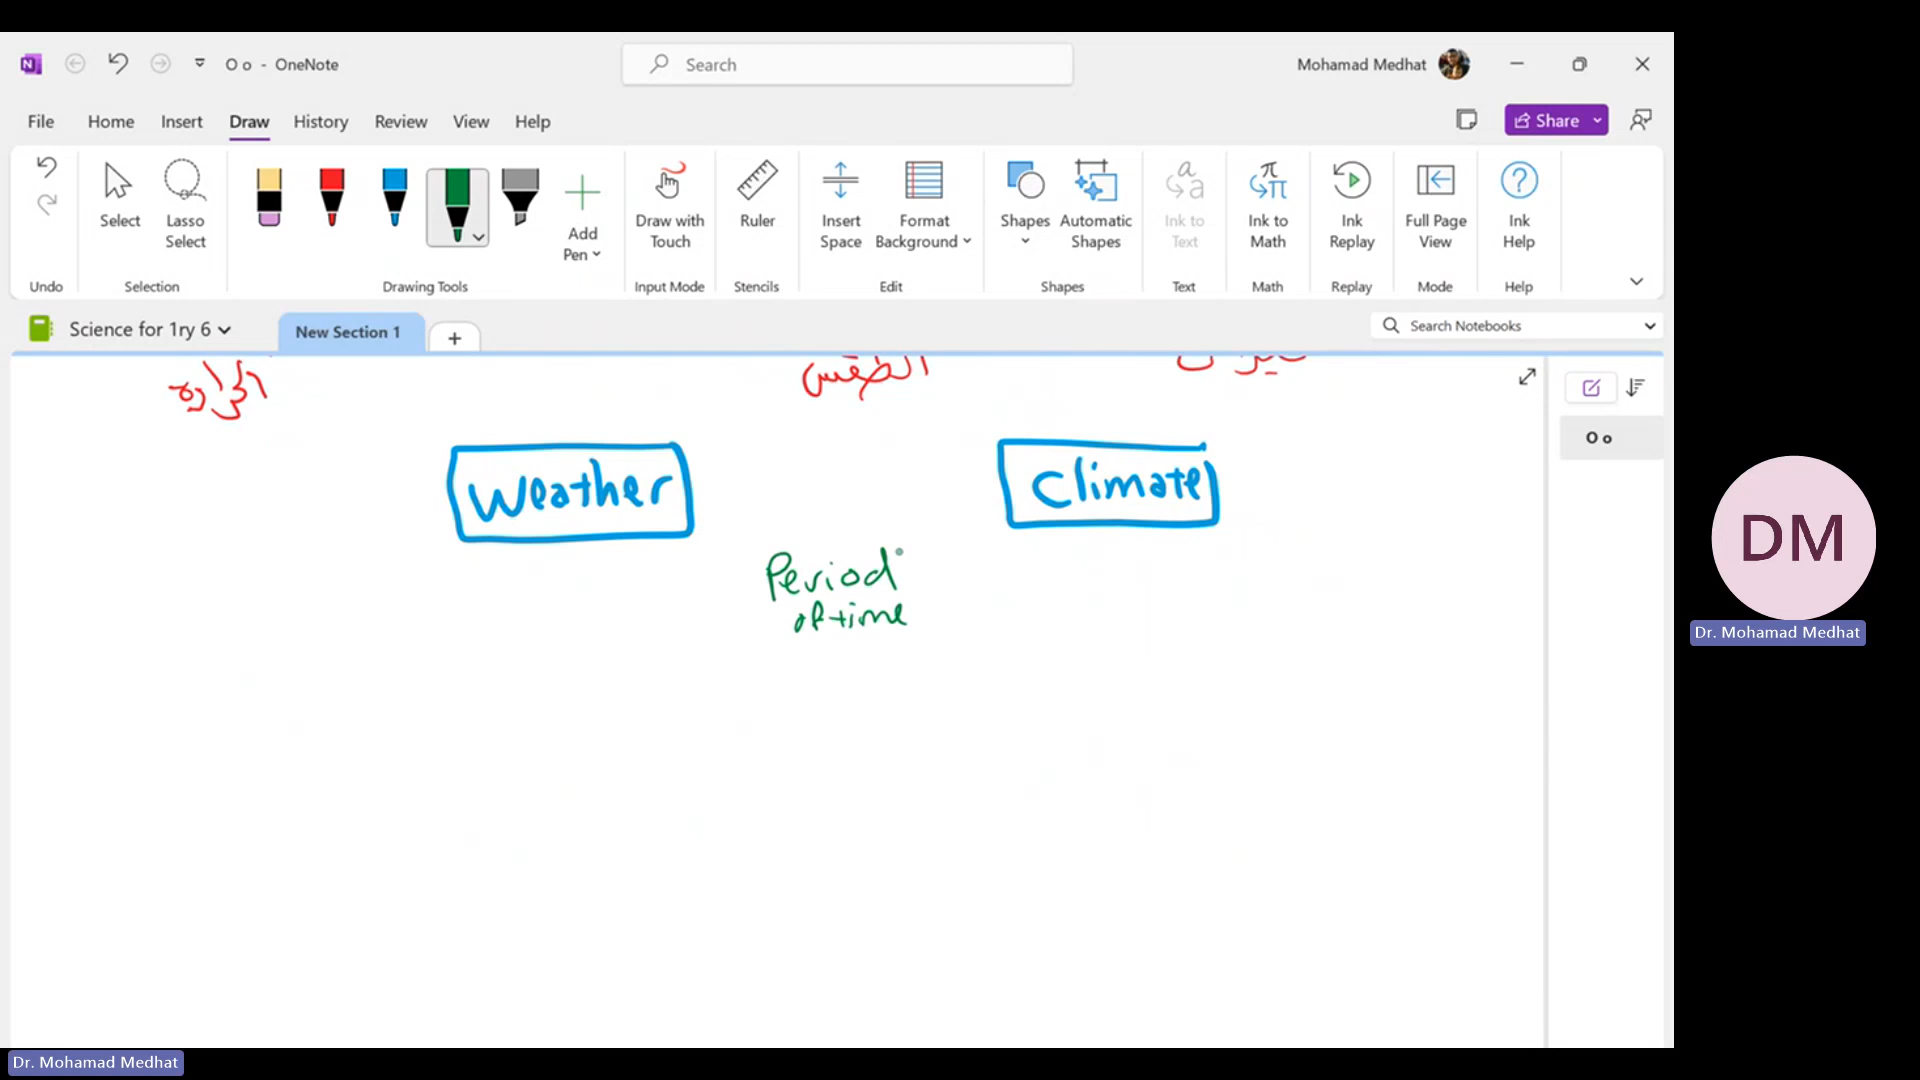 O o - OneNote
Search
Mohamad Medhat
File Home Insert Draw History Review View Help
Share
Select
Lasso Select
Add Pen
Draw with Touch
Ruler
Insert Space
Format Background
Shapes
Automatic Shapes
Ink to Text
Ink to Math
Ink Replay
Full Page View
Ink Help
Undo Selection Drawing Tools Input Mode Stencils Edit Shapes Text Math Replay Mode Help
Science for 1ry 6
New Section 1
Search Notebooks
الطقس
O o
Weather
Climate
Period
of time
DM
Dr. Mohamad Medhat
Dr. Mohamad Medhat